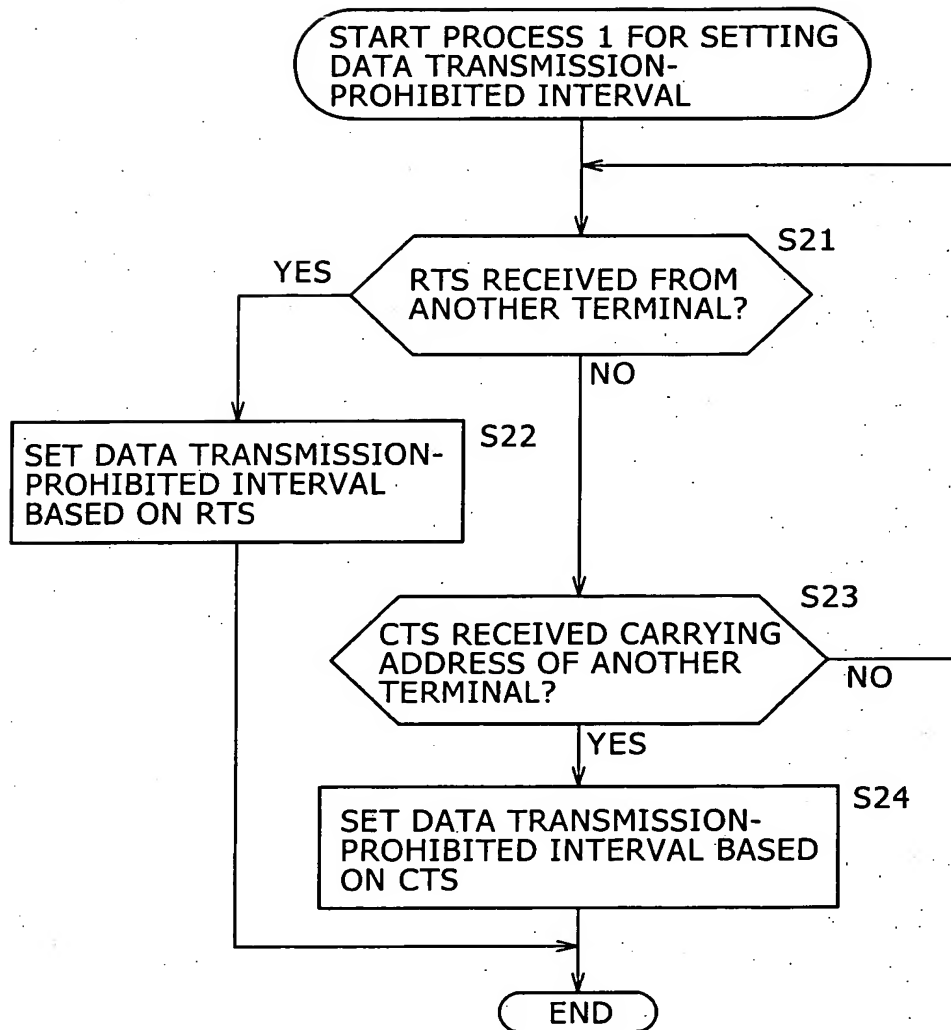 START PROCESS 1 FOR SETTING
DATA TRANSMISSION-
PROHIBITED INTERVAL
S21
YES
RTS RECEIVED FROM
ANOTHER TERMINAL?
NO
S22
SET DATA TRANSMISSION-
PROHIBITED INTERVAL
BASED ON RTS
S23
CTS RECEIVED CARRYING
ADDRESS OF ANOTHER
TERMINAL?
NO
YES
S24
SET DATA TRANSMISSION-
PROHIBITED INTERVAL BASED
ON CTS
END